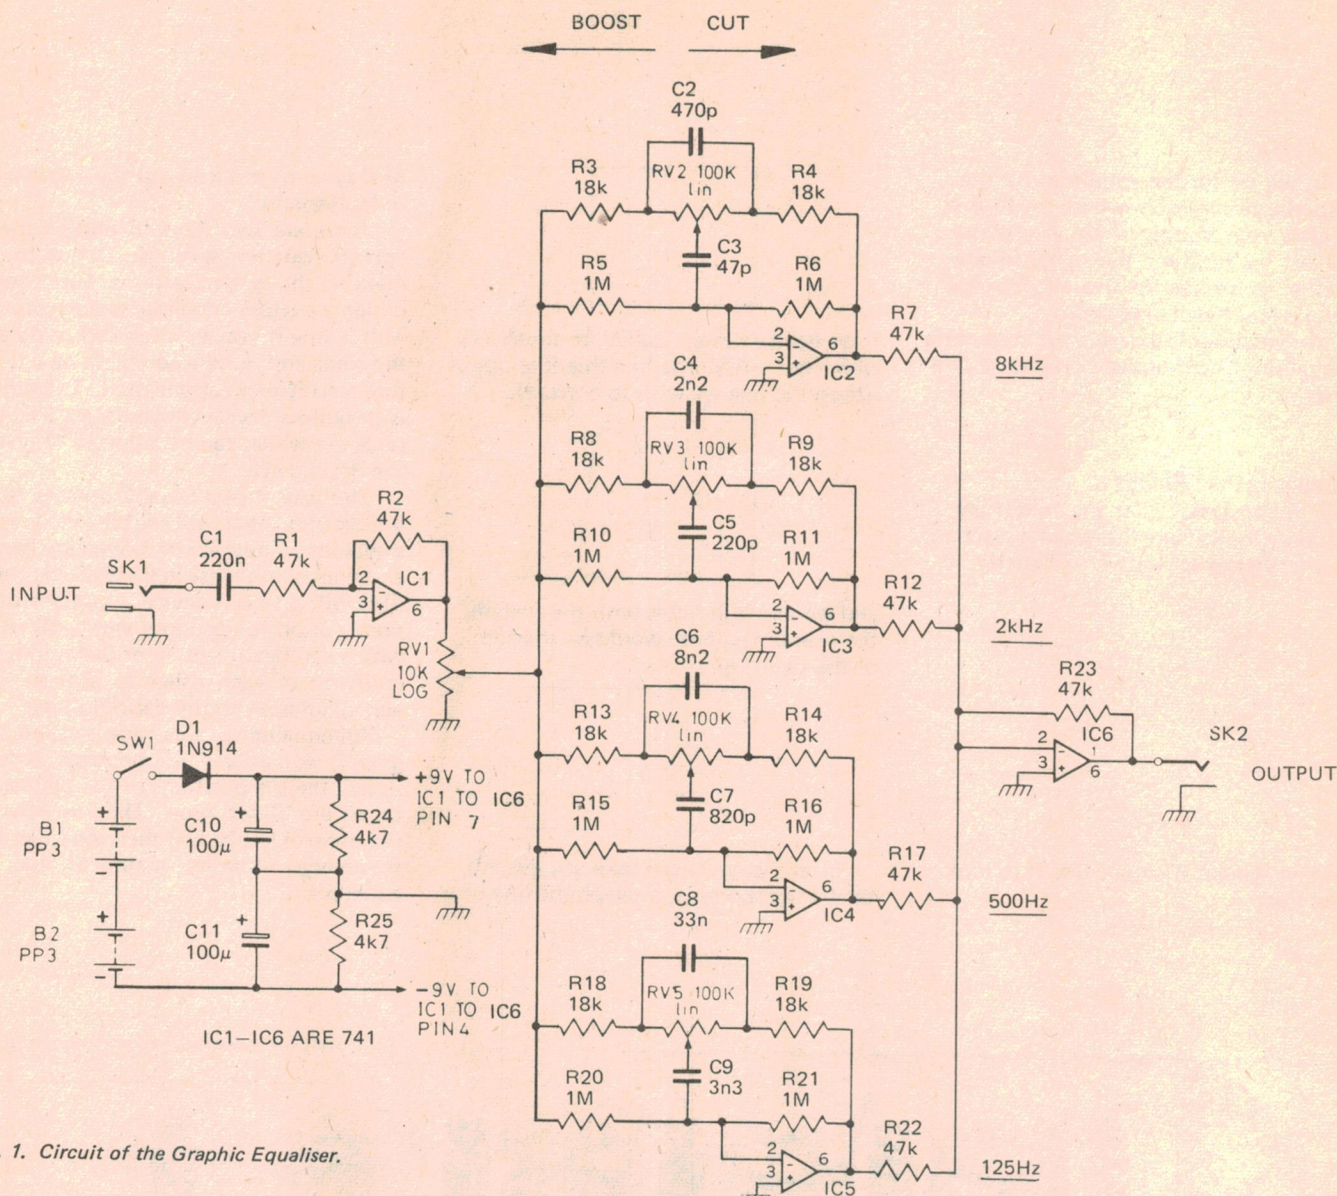 BOOST CUT
C2
470p
R3
18k
RV2 100K
lin
R4
18k
C3
47p
R5
1M
R6
1M
R7
47k
2
3
6
IC2
8kHz
C4
2n2
R8
18k
RV3 100K
lin
R9
18k
C5
220p
R10
1M
R11
1M
R12
47k
2
3
6
IC3
2kHz
INPUT
SK1
C1
220n
R1
47k
R2
47k
2
3
6
IC1
RV1
10K
LOG
C6
8n2
R13
18k
RV4 100K
lin
R14
18k
C7
820p
R15
1M
R16
1M
R17
47k
2
3
6
IC4
500Hz
R23
47k
IC6
2
3
1
6
SK2
OUTPUT
SW1
D1
1N914
+9V TO
IC1 TO IC6
PIN 7
+
B1
PP3
-
C10
100µ
+
R24
4k7
+
B2
PP3
-
C11
100µ
+
R25
4k7
-9V TO
IC1 TO IC6
PIN 4
IC1–IC6 ARE 741
C8
33n
R18
18k
RV5 100K
lin
R19
18k
C9
3n3
R20
1M
R21
1M
R22
47k
2
3
6
IC5
125Hz
. 1. Circuit of the Graphic Equaliser.